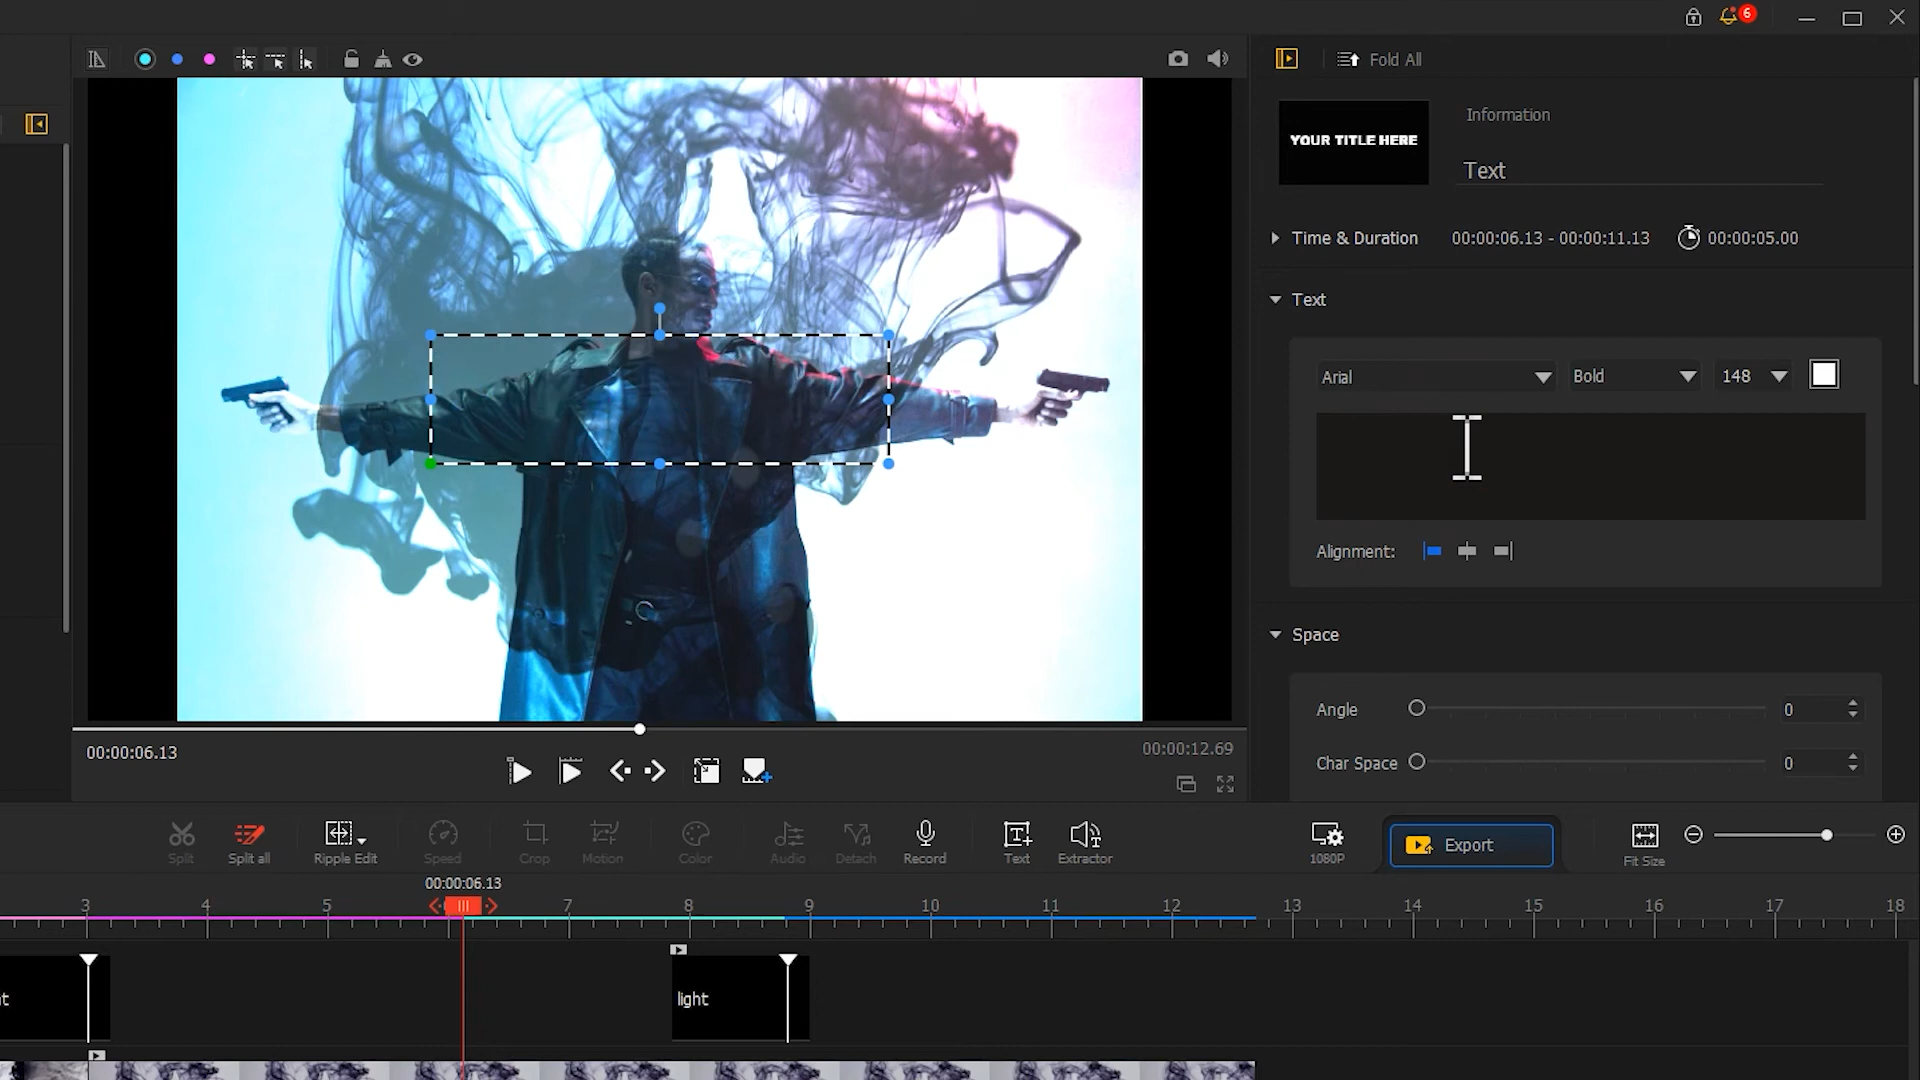 6
Fold All
YOUR TITLE HERE
Information
Text
Time & Duration 00:00:06.13 - 00:00:11.13 00:00:05.00
Text
Arial Bold 148
Alignment:
Space
Angle 0
Char Space 0
00:00:06.13
00:00:12.69
Split
Split all
Ripple Edit
Speed
Crop
Motion
Color
Audio
Detach
Record
Text
Extractor
1080P
Export
Fit Size
00:00:06.13
3 4 5 7 8 9 10 11 12 13 14 15 16 17 18
light